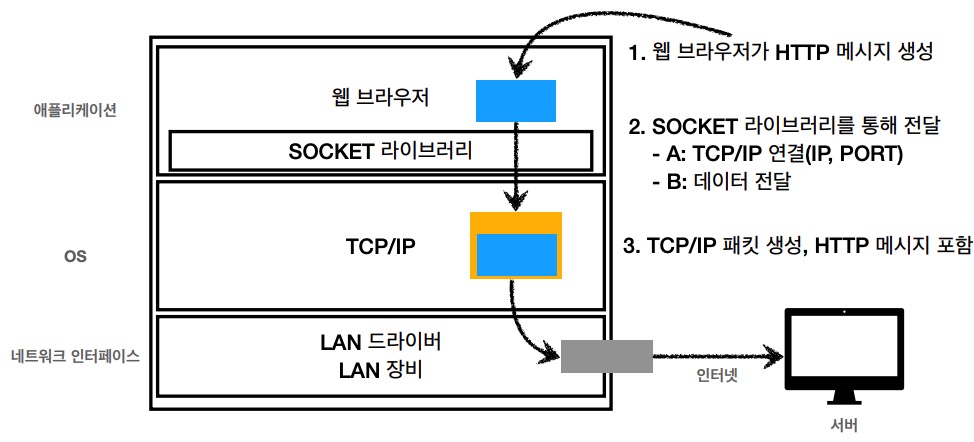 1. 웹 브라우저가 HTTP 메시지 생성
애플리케이션
웹 브라우저
SOCKET 라이브러리
2. SOCKET 라이브러리를 통해 전달
- A: TCP/IP 연결(IP, PORT)
- B: 데이터 전달
OS
TCP/IP
3. TCP/IP 패킷 생성, HTTP 메시지 포함
네트워크 인터페이스
LAN 드라이버
LAN 장비
인터넷
서버